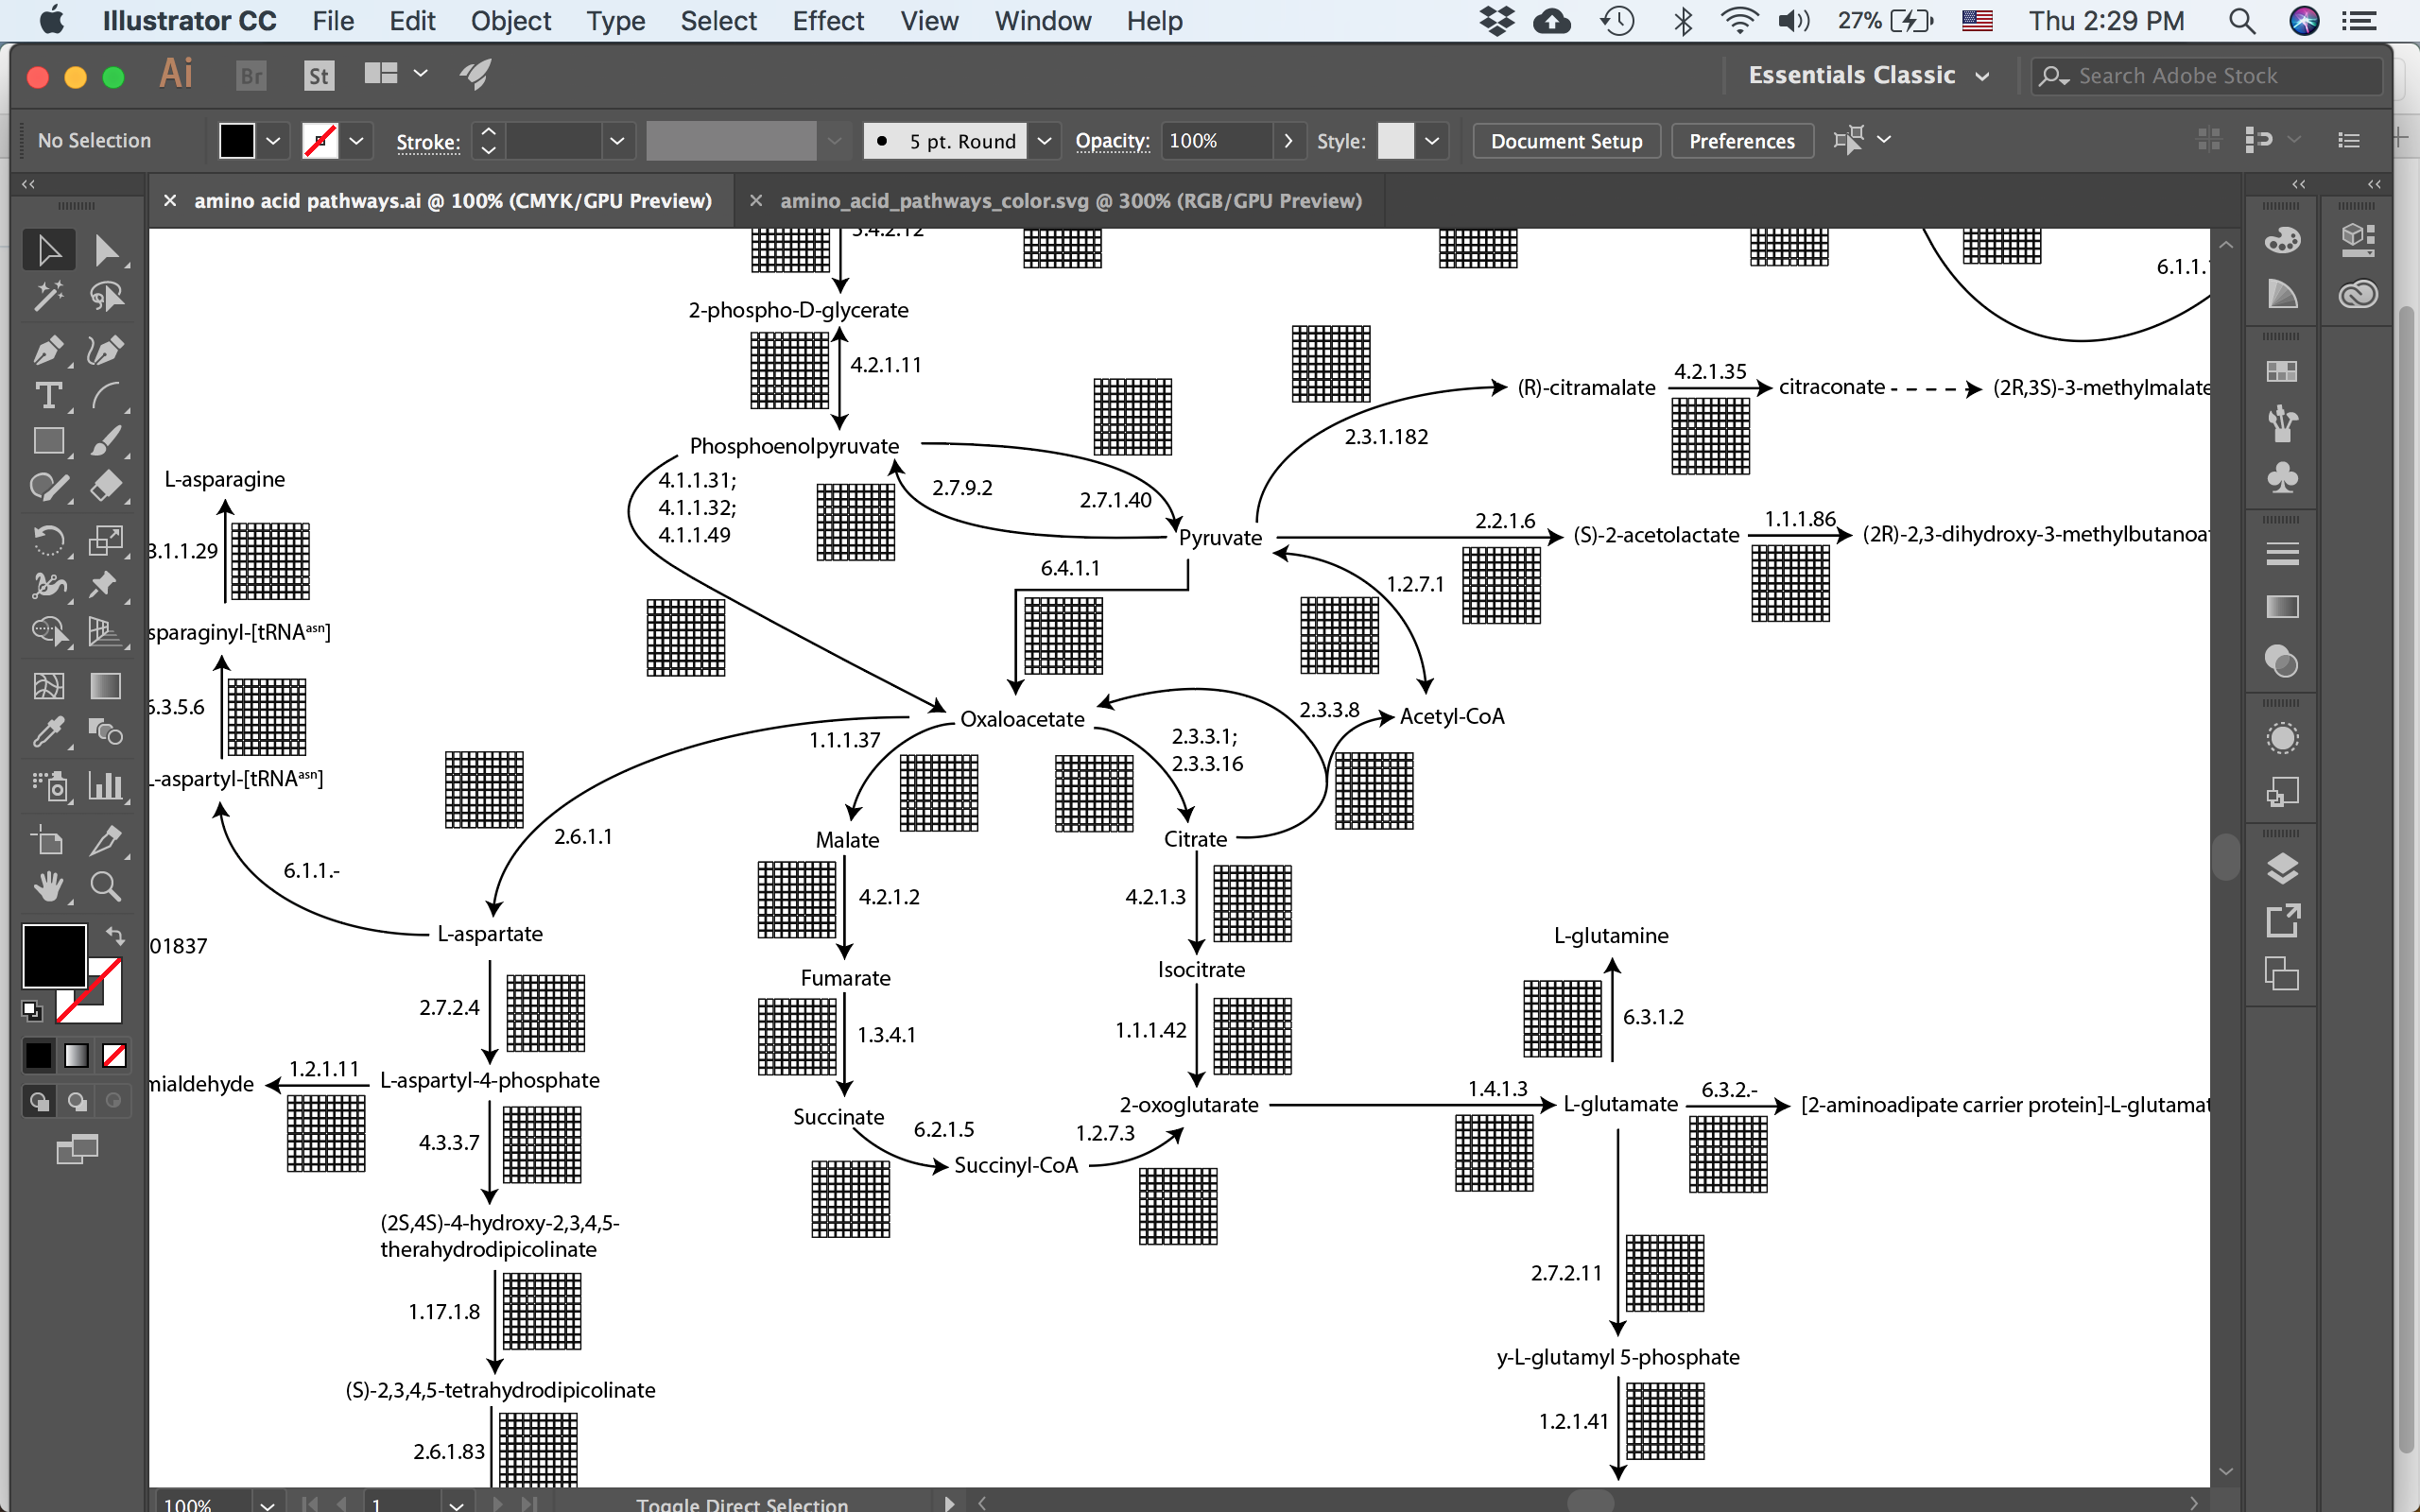 Illustrator CC File Edit Object Type Select Effect View Window Help 27% Thu 2:29 PM
Ai Br St Essentials Classic Search Adobe Stock
No Selection Stroke: 5 pt. Round Opacity: 100% Style: Document Setup Preferences
× amino acid pathways.ai @ 100% (CMYK/GPU Preview) × amino_acid_pathways_color.svg @ 300% (RGB/GPU Preview)
5.4.2.12
6.1.1.
2-phospho-D-glycerate
4.2.1.11
4.2.1.35
(R)-citramalate
citraconate
(2R,3S)-3-methylmalate
2.3.1.182
Phosphoenolpyruvate
4.1.1.31;
4.1.1.32;
4.1.1.49
2.7.9.2
2.7.1.40
L-asparagine
3.1.1.29
Pyruvate
2.2.1.6
(S)-2-acetolactate
1.1.1.86
(2R)-2,3-dihydroxy-3-methylbutanoat
6.4.1.1
1.2.7.1
sparaginyl-[tRNAasn]
6.3.5.6
L-aspartyl-[tRNAasn]
Oxaloacetate
2.3.3.8
Acetyl-CoA
1.1.1.37
2.3.3.1;
2.3.3.16
2.6.1.1
Malate
Citrate
6.1.1.-
4.2.1.2
4.2.1.3
L-aspartate
01837
L-glutamine
Fumarate
Isocitrate
2.7.2.4
1.3.4.1
1.1.1.42
6.3.1.2
1.2.1.11
mialdehyde
L-aspartyl-4-phosphate
Succinate
2-oxoglutarate
1.4.1.3
L-glutamate
6.3.2.-
[2-aminoadipate carrier protein]-L-glutamat
4.3.3.7
6.2.1.5
1.2.7.3
Succinyl-CoA
(2S,4S)-4-hydroxy-2,3,4,5-
therahydrodipicolinate
2.7.2.11
1.17.1.8
y-L-glutamyl 5-phosphate
(S)-2,3,4,5-tetrahydrodipicolinate
1.2.1.41
2.6.1.83
100% 1 Toggle Direct Selection